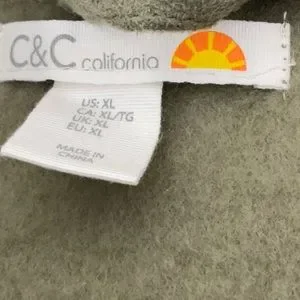 C&C california
US: XL
CA: XL/TG
UK: XL
EU: XL
MADE IN
CHINA